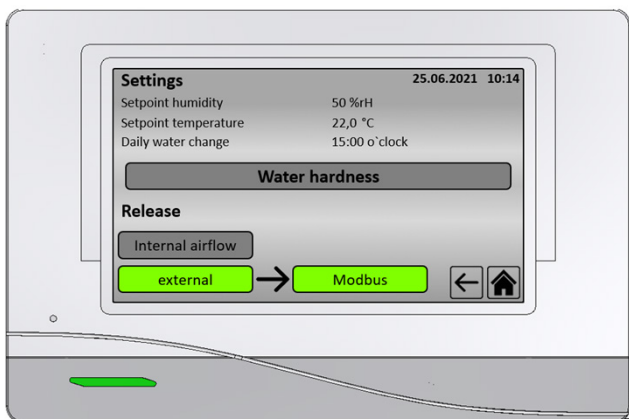 Settings 25.06.2021 10:14
Setpoint humidity 50 %rH
Setpoint temperature 22,0 °C
Daily water change 15:00 o`clock
Water hardness
Release
Internal airflow
external Modbus